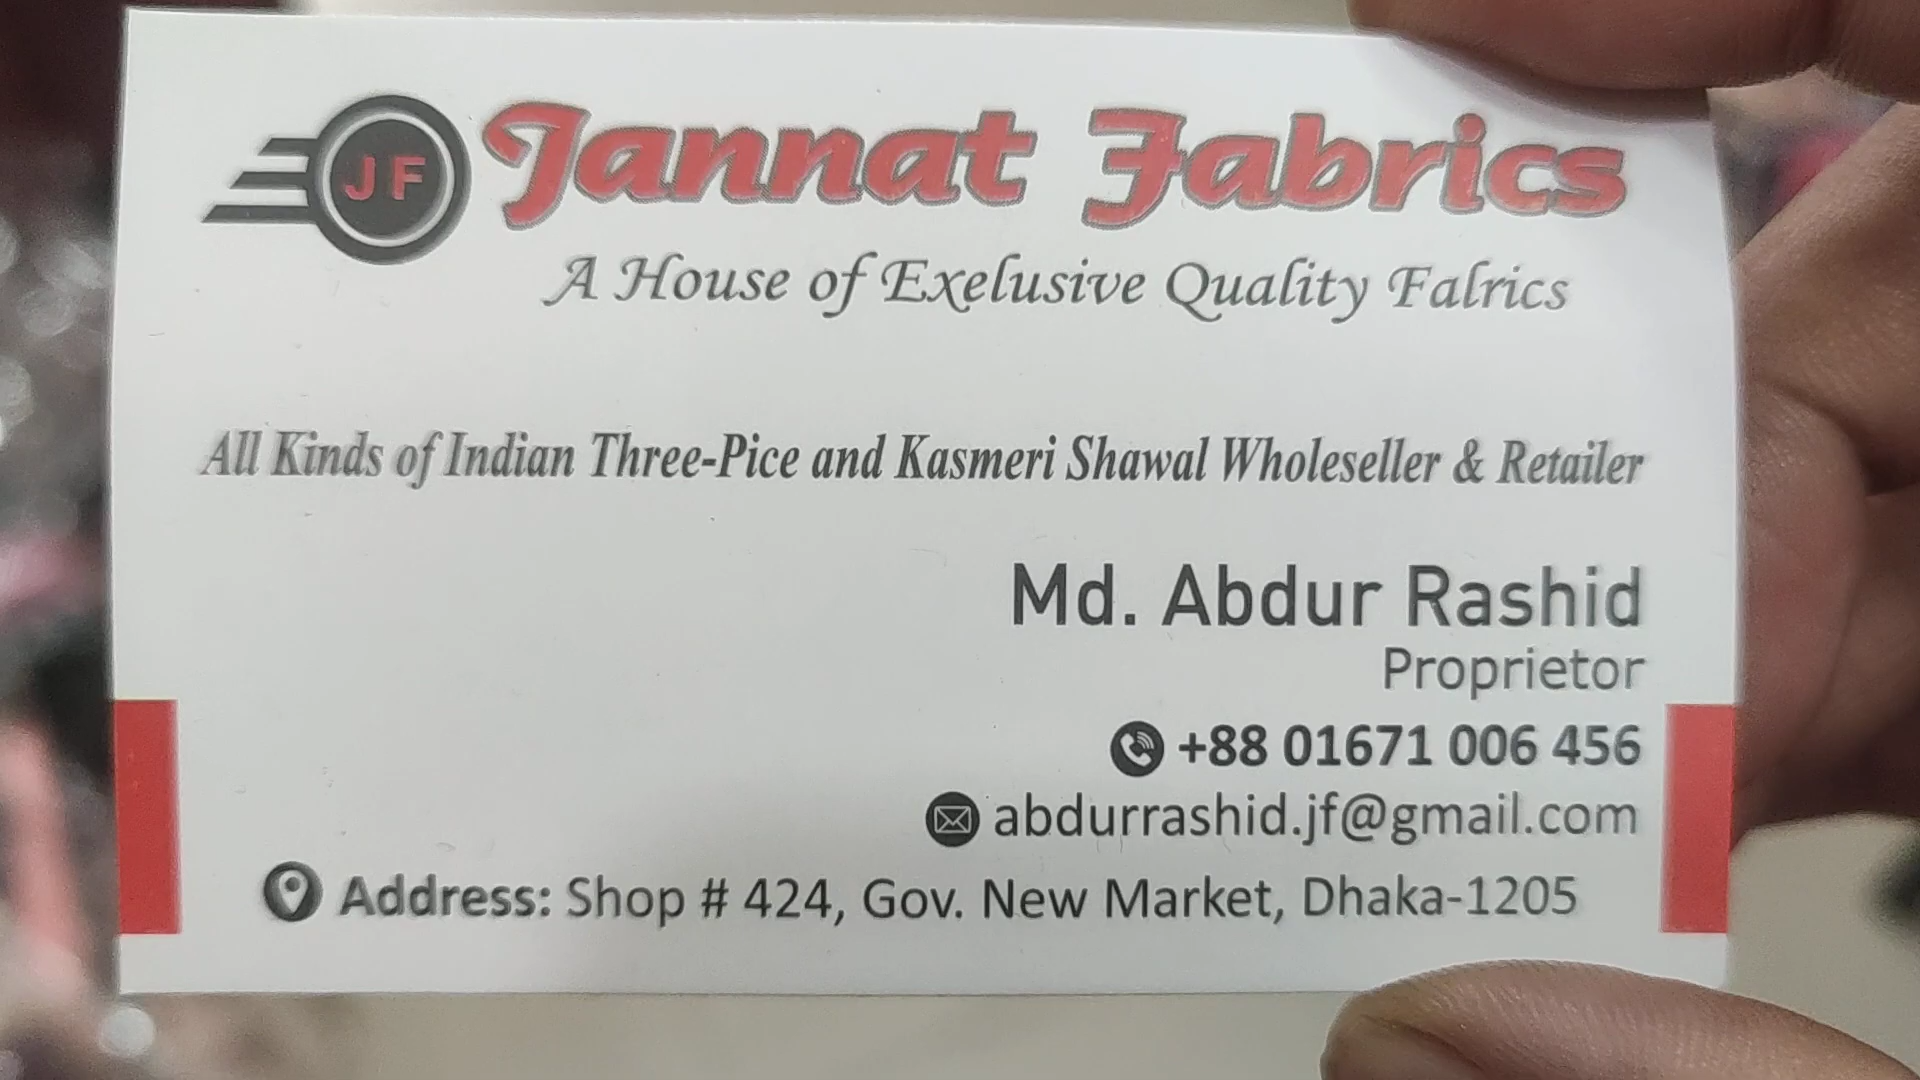 JF
Jannat Fabrics
A House of Exelusive Quality Falrics
All Kinds of Indian Three-Pice and Kasmeri Shawal Wholeseller & Retailer
Md. Abdur Rashid
Proprietor
+88 01671 006 456
abdurrashid.jf@gmail.com
Address: Shop # 424, Gov. New Market, Dhaka-1205